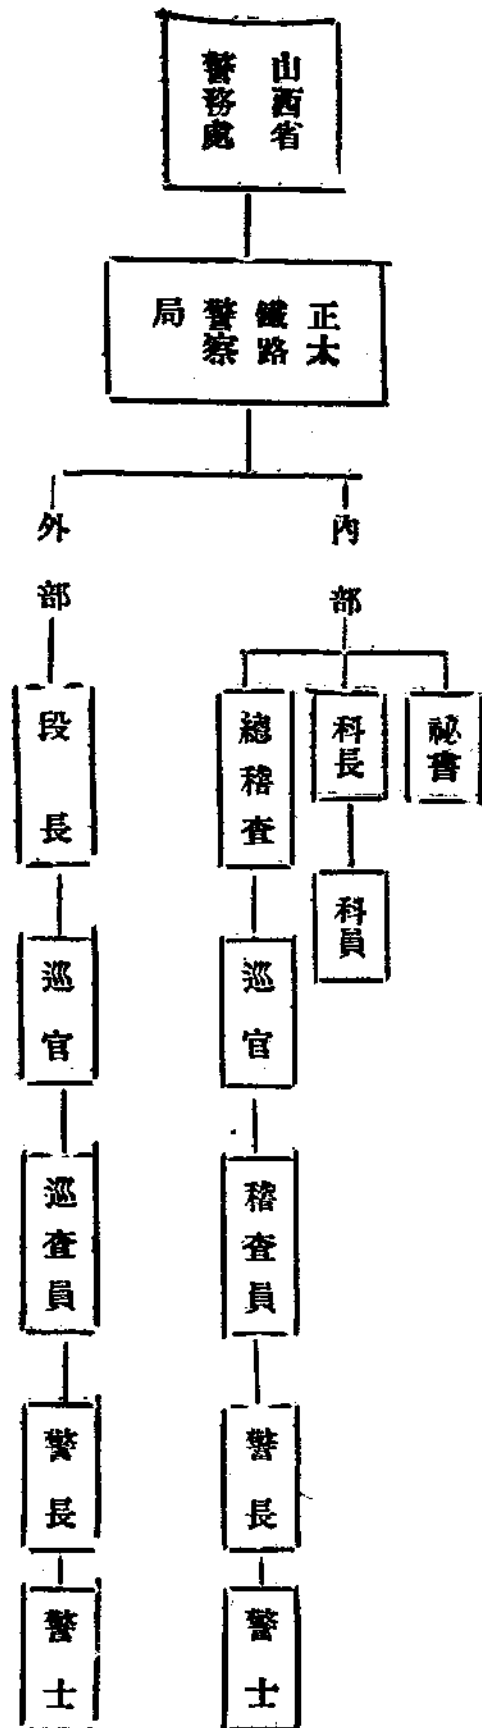 山西省
警務處
正太
鐵路
警察
局
內部
外部
祕書
科長
科員
總稽查
巡官
稽查員
警長
警士
段長
巡官
巡查員
警長
警士